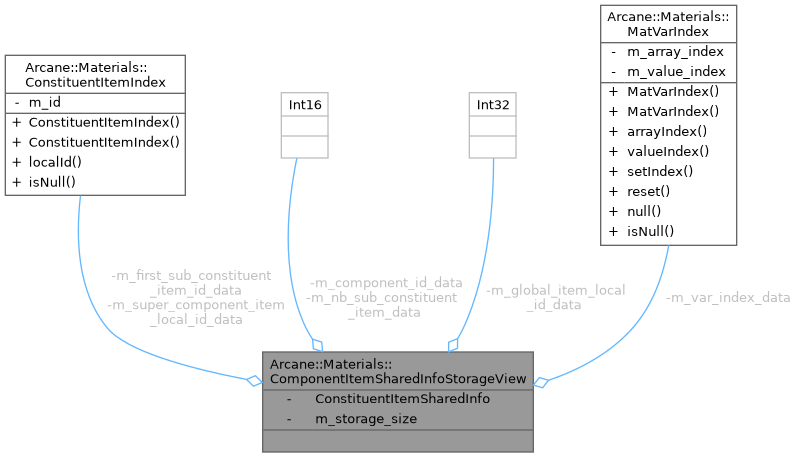 Arcane::Materials::
MatVarIndex
- m_array_index
- m_value_index
+ MatVarIndex()
+ MatVarIndex()
+ arrayIndex()
+ valueIndex()
+ setIndex()
+ reset()
+ null()
+ isNull()
Arcane::Materials::
ConstituentItemIndex
- m_id
+ ConstituentItemIndex()
+ ConstituentItemIndex()
+ localId()
+ isNull()
Int16
Int32
-m_first_sub_constituent
_item_id_data
-m_super_component_item
_local_id_data
-m_component_id_data
-m_nb_sub_constituent
_item_data
-m_global_item_local
_id_data
-m_var_index_data
Arcane::Materials::
ComponentItemSharedInfoStorageView
- ConstituentItemSharedInfo
- m_storage_size